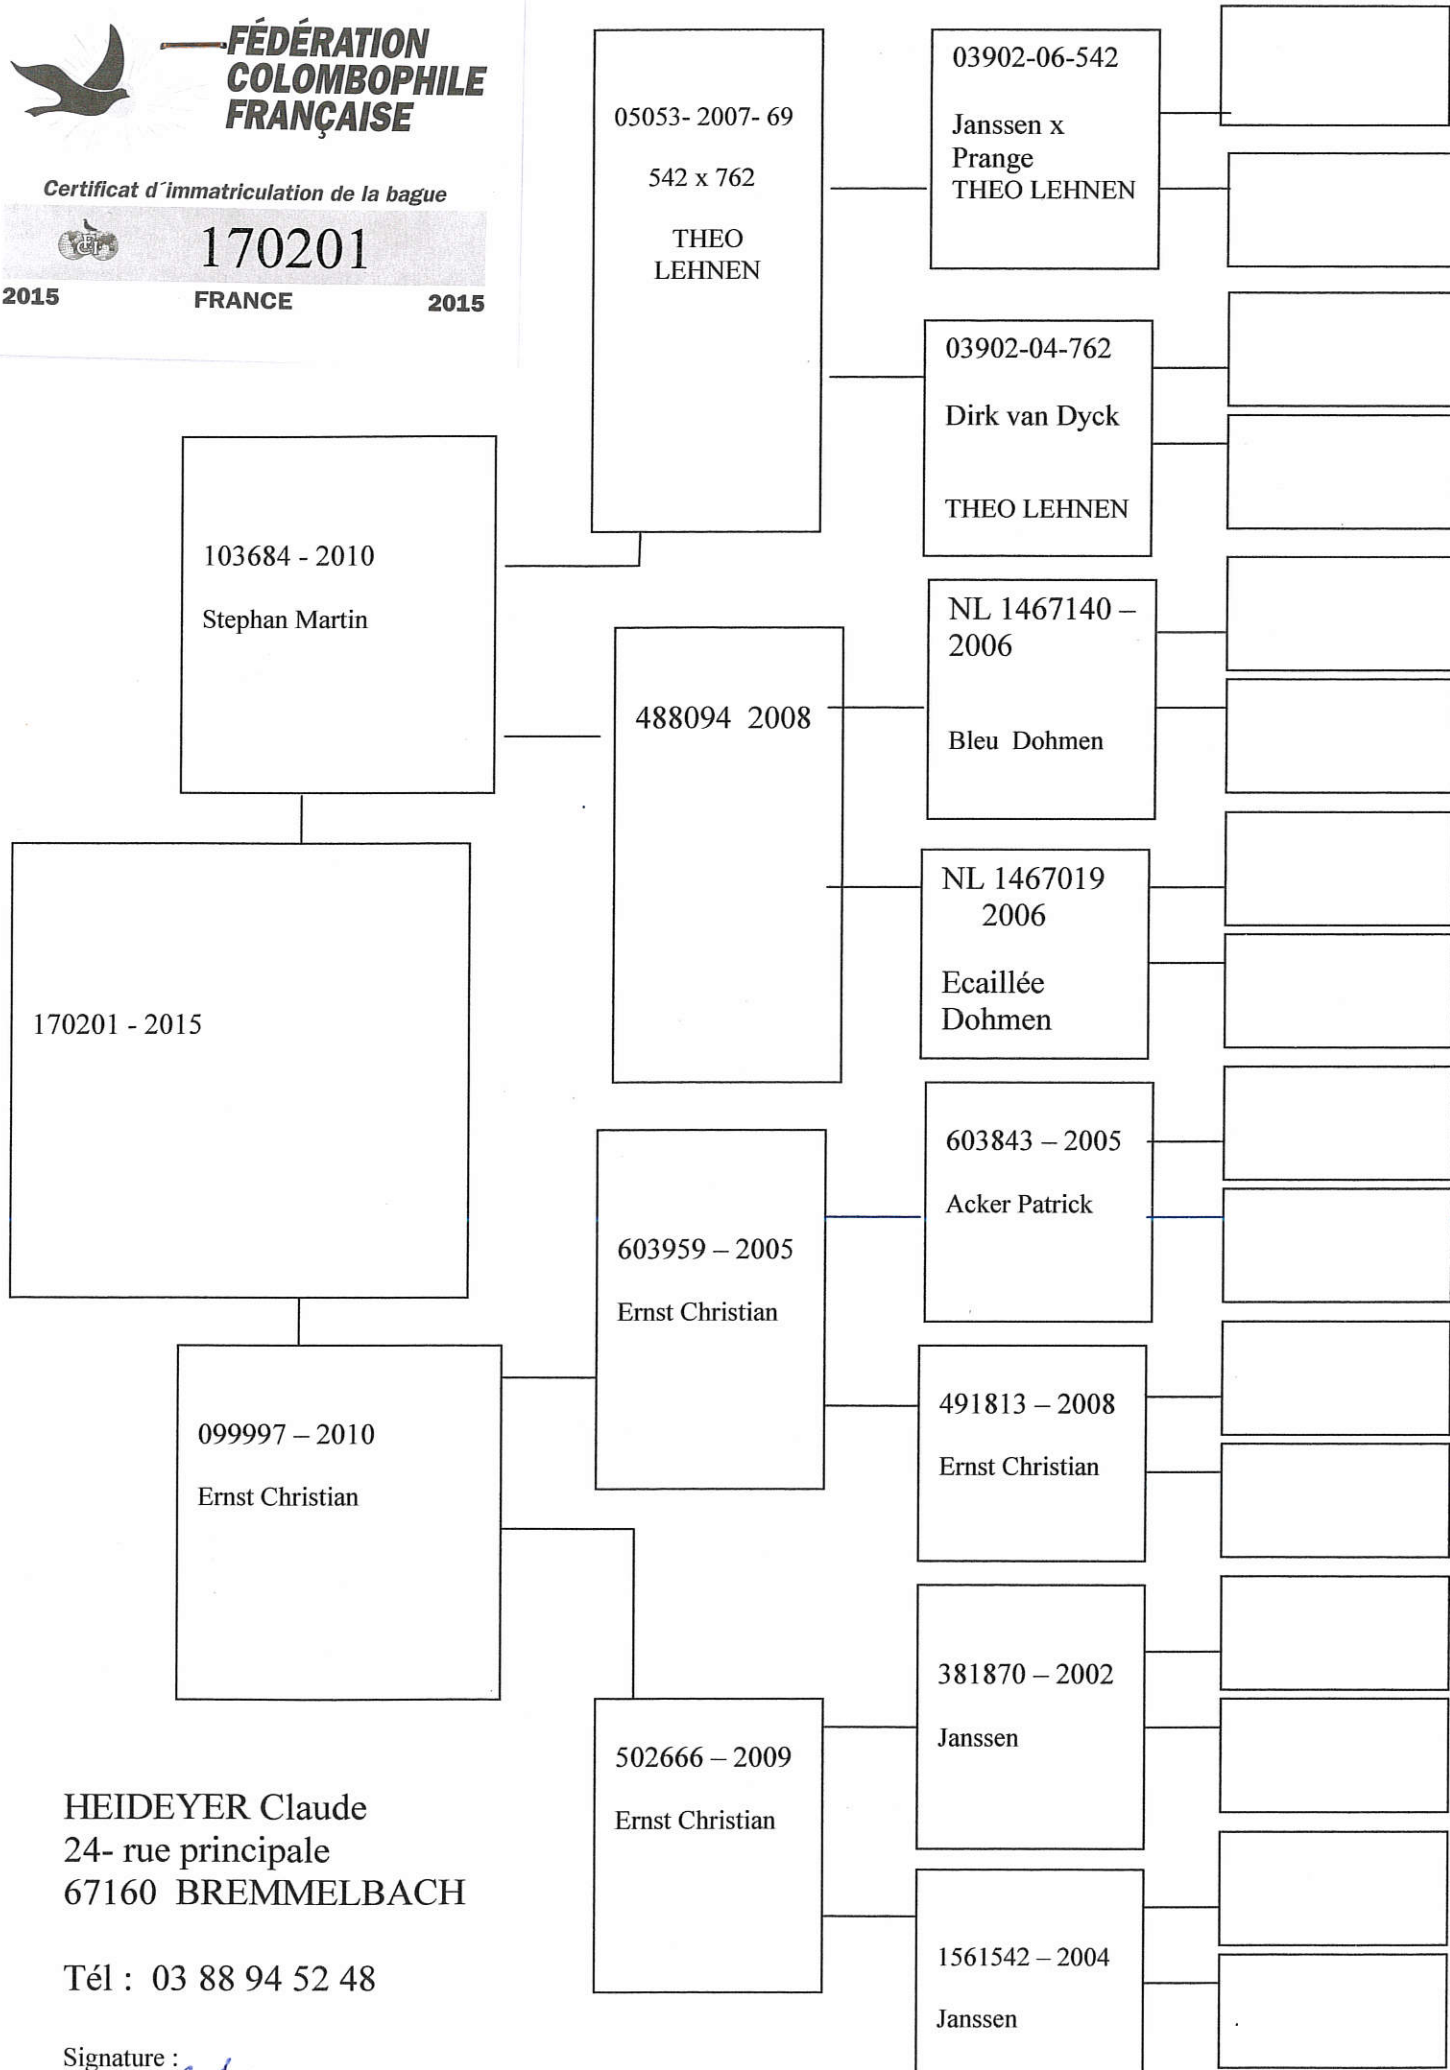 FÉDÉRATION
COLOMBOPHILE
FRANÇAISE
Certificat d´immatriculation de la bague
170201
2015 FRANCE 2015
05053- 2007- 69
542 x 762
THEO
LEHNEN
03902-06-542
Janssen x
Prange
THEO LEHNEN
03902-04-762
Dirk van Dyck
THEO LEHNEN
103684 - 2010
Stephan Martin
488094 2008
NL 1467140 –
2006
Bleu Dohmen
NL 1467019
2006
Ecaillée
Dohmen
170201 - 2015
603959 – 2005
Ernst Christian
603843 – 2005
Acker Patrick
491813 – 2008
Ernst Christian
099997 – 2010
Ernst Christian
502666 – 2009
Ernst Christian
381870 – 2002
Janssen
1561542 – 2004
Janssen
HEIDEYER Claude
24- rue principale
67160 BREMMELBACH
Tél : 03 88 94 52 48
Signature :